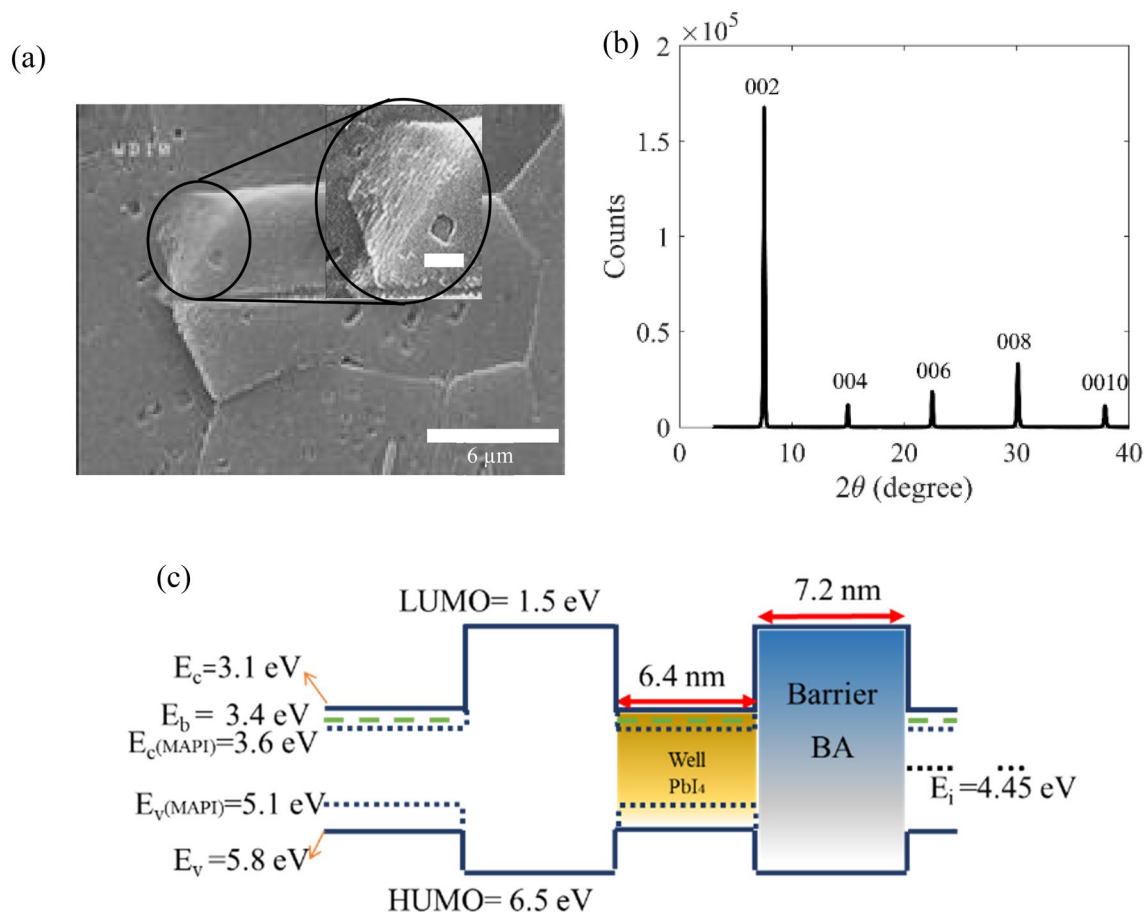 (a)
WD10
6 µm
(b)
×10⁵
2
1.5
1
0.5
0
Counts
002
004
006
008
0010
0 10 20 30 40
2θ (degree)
(c)
LUMO= 1.5 eV
7.2 nm
E_c=3.1 eV
6.4 nm
E_b= 3.4 eV
E_c(MAPI)=3.6 eV
Barrier
BA
Well
PbI₄
E_i =4.45 eV
E_v(MAPI)=5.1 eV
E_v =5.8 eV
HUMO= 6.5 eV